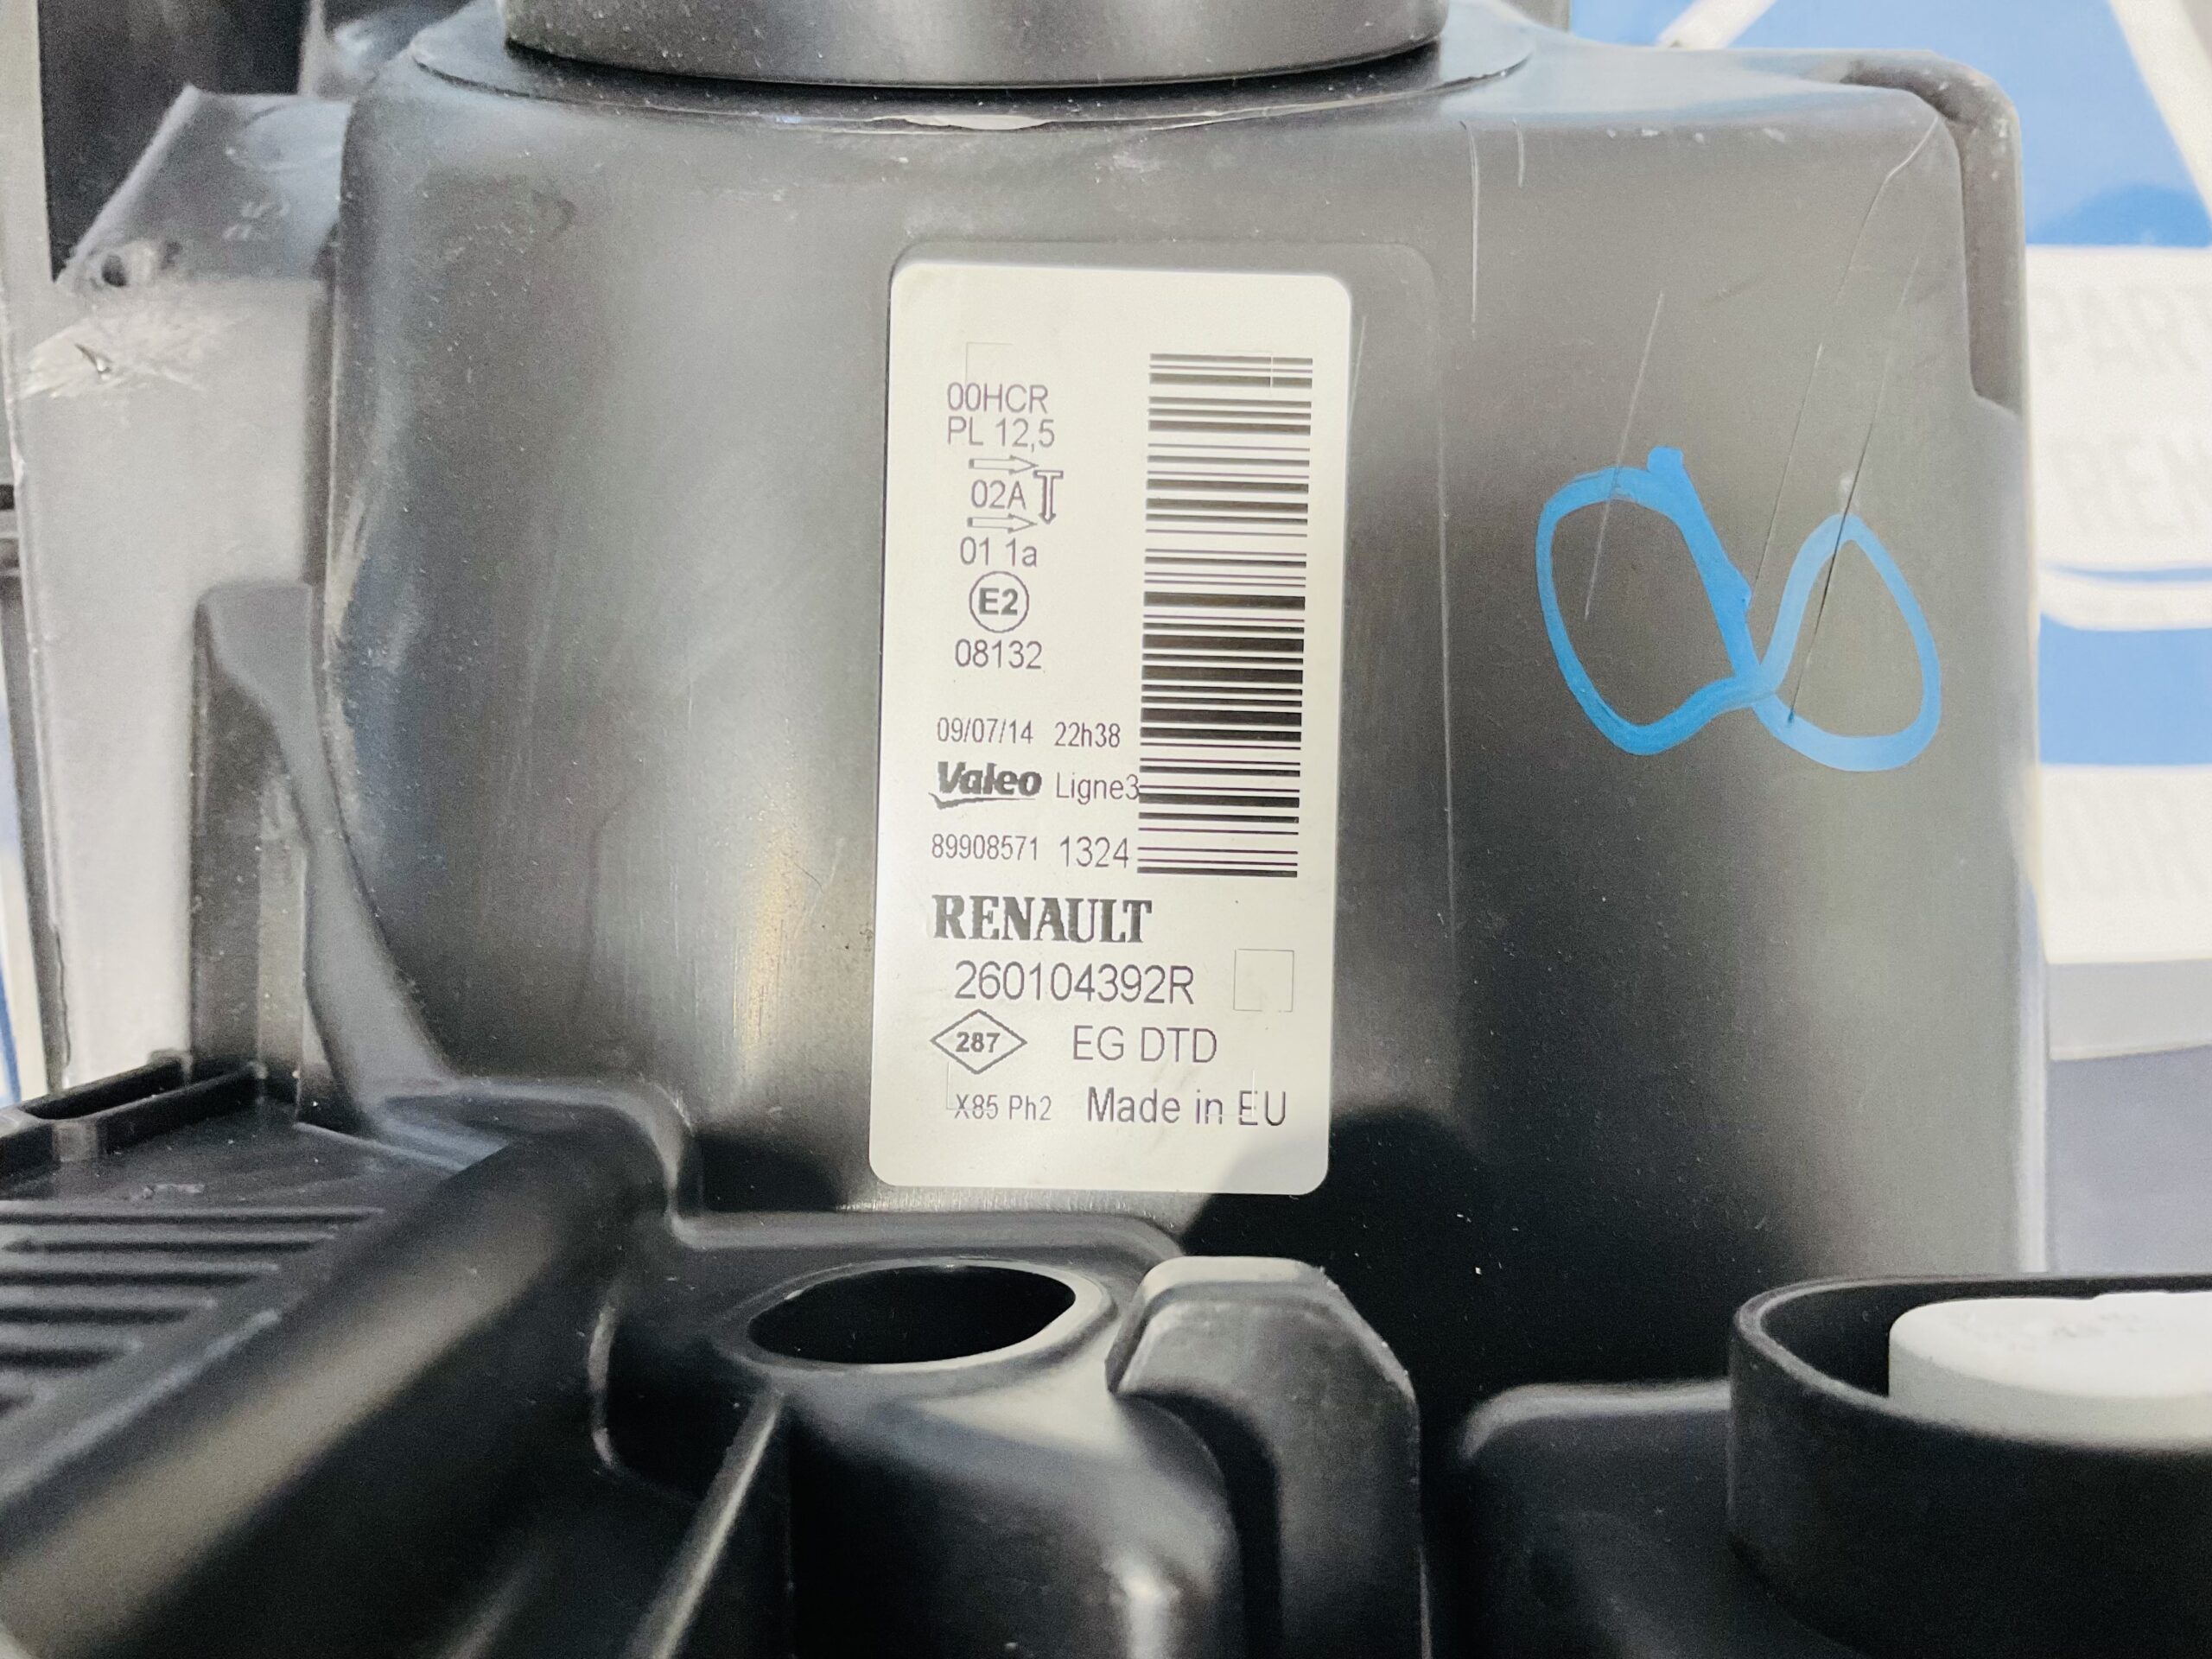 00HCR
PL 12,5
02A
01 1a
E2
08132
09/07/14 22h38
Valeo Ligne3
89908571 1324
RENAULT
260104392R
287 EG DTD
X85 Ph2 Made in EU